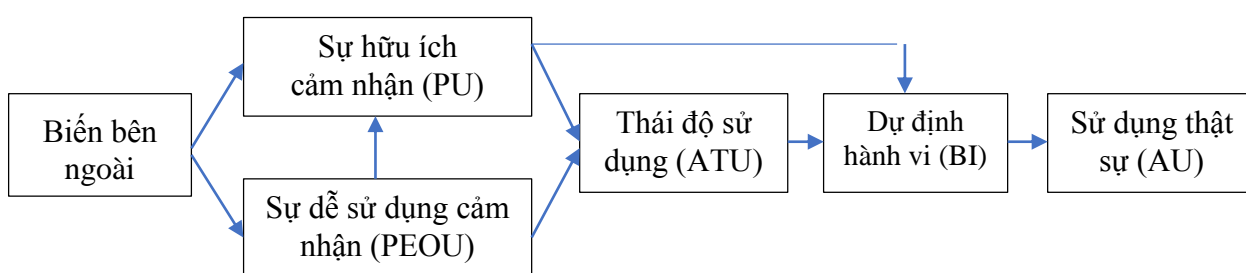 Biến bên
ngoài
Sự hữu ích
cảm nhận (PU)
Sự dễ sử dụng cảm
nhận (PEOU)
Thái độ sử
dụng (ATU)
Dự định
hành vi (BI)
Sử dụng thật
sự (AU)